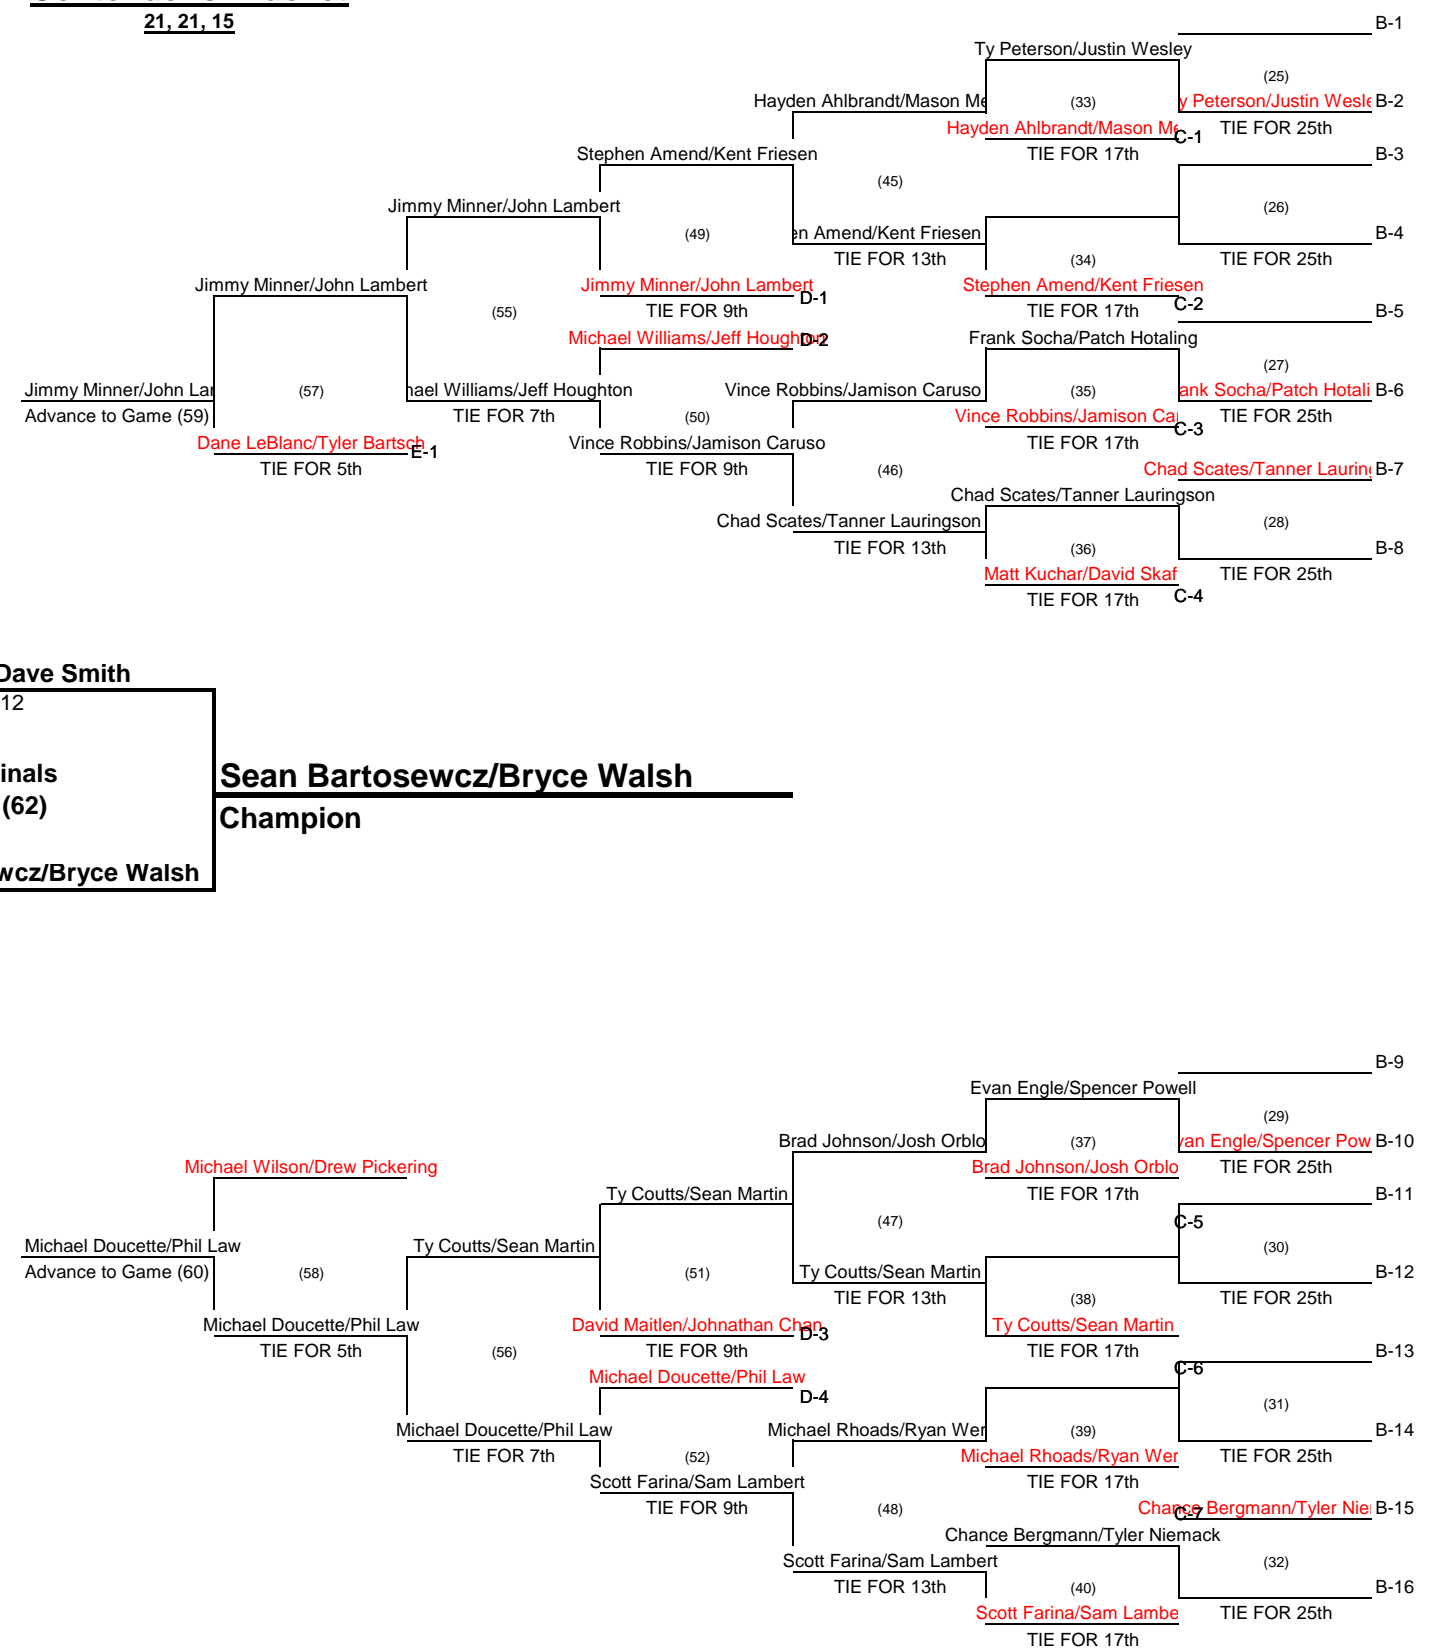 21, 21, 15
B-1
Ty Peterson/Justin Wesley
(25)
Hayden Ahlbrandt/Mason Me
(33)
y Peterson/Justin Wesle
B-2
Hayden Ahlbrandt/Mason Me
C-1
TIE FOR 25th
Stephen Amend/Kent Friesen
TIE FOR 17th
B-3
(45)
Jimmy Minner/John Lambert
(26)
(49)
en Amend/Kent Friesen
B-4
TIE FOR 13th
(34)
TIE FOR 25th
Jimmy Minner/John Lambert
Jimmy Minner/John Lambert
D-1
Stephen Amend/Kent Friesen
C-2
(55)
TIE FOR 9th
TIE FOR 17th
B-5
Michael Williams/Jeff Houghton
D-2
Frank Socha/Patch Hotaling
(27)
Jimmy Minner/John Lar
(57)
hael Williams/Jeff Houghton
Vince Robbins/Jamison Caruso
(35)
ank Socha/Patch Hotali
B-6
Advance to Game (59)
TIE FOR 7th
(50)
Vince Robbins/Jamison Ca
C-3
TIE FOR 25th
Dane LeBlanc/Tyler Bartsch
E-1
Vince Robbins/Jamison Caruso
TIE FOR 17th
TIE FOR 5th
TIE FOR 9th
(46)
Chad Scates/Tanner Lauring
B-7
Chad Scates/Tanner Lauringson
Chad Scates/Tanner Lauringson
(28)
TIE FOR 13th
(36)
B-8
Matt Kuchar/David Skaf
TIE FOR 25th
TIE FOR 17th
C-4
Dave Smith
12
inals
Sean Bartosewcz/Bryce Walsh
(62)
Champion
wcz/Bryce Walsh
B-9
Evan Engle/Spencer Powell
(29)
Brad Johnson/Josh Orblo
(37)
van Engle/Spencer Pow
B-10
Michael Wilson/Drew Pickering
Brad Johnson/Josh Orblo
TIE FOR 25th
Ty Coutts/Sean Martin
TIE FOR 17th
B-11
(47)
C-5
Michael Doucette/Phil Law
Ty Coutts/Sean Martin
(30)
Advance to Game (60)
(58)
(51)
Ty Coutts/Sean Martin
B-12
TIE FOR 13th
(38)
TIE FOR 25th
Michael Doucette/Phil Law
David Maitlen/Johnathan Chan
D-3
Ty Coutts/Sean Martin
TIE FOR 5th
(56)
TIE FOR 9th
TIE FOR 17th
B-13
Michael Doucette/Phil Law
C-6
D-4
(31)
Michael Doucette/Phil Law
Michael Rhoads/Ryan Wer
(39)
B-14
TIE FOR 7th
(52)
Michael Rhoads/Ryan Wer
TIE FOR 25th
Scott Farina/Sam Lambert
TIE FOR 17th
TIE FOR 9th
(48)
Chance Bergmann/Tyler Nie
C-7
B-15
Chance Bergmann/Tyler Niemack
Scott Farina/Sam Lambert
(32)
TIE FOR 13th
(40)
B-16
Scott Farina/Sam Lambe
TIE FOR 25th
TIE FOR 17th